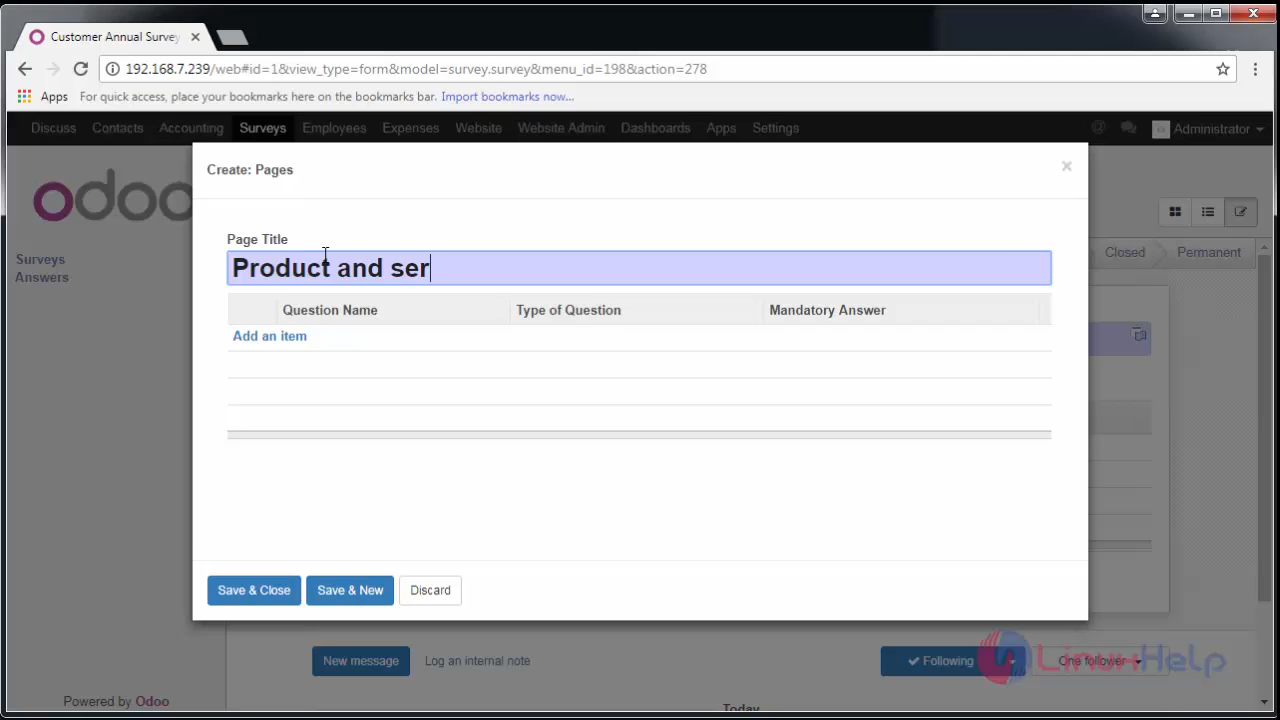 Customer Annual Survey
192.168.7.239/web#id=1&view_type=form&model=survey.survey&menu_id=198&action=278
Apps For quick access, place your bookmarks here on the bookmarks bar. Import bookmarks now...
Discuss Contacts Accounting Surveys Employees Expenses Website Website Admin Dashboards Apps Settings Administrator
odoo
Create: Pages
Page Title
Product and ser
Question Name Type of Question Mandatory Answer
Add an item
Surveys
Answers
Closed Permanent
Save & Close Save & New Discard
New message Log an internal note Following One follower
LinuxHelp
Powered by Odoo
Today